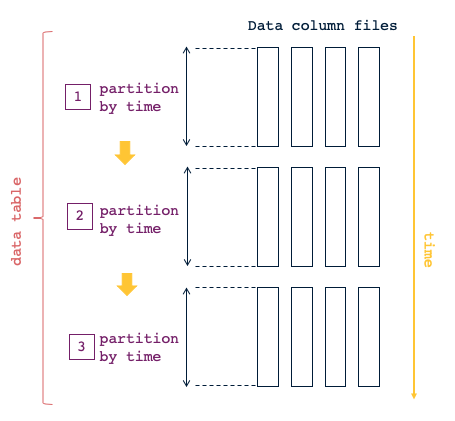 Data column files
data table
1
partition
by time
2
partition
by time
3
partition
by time
time